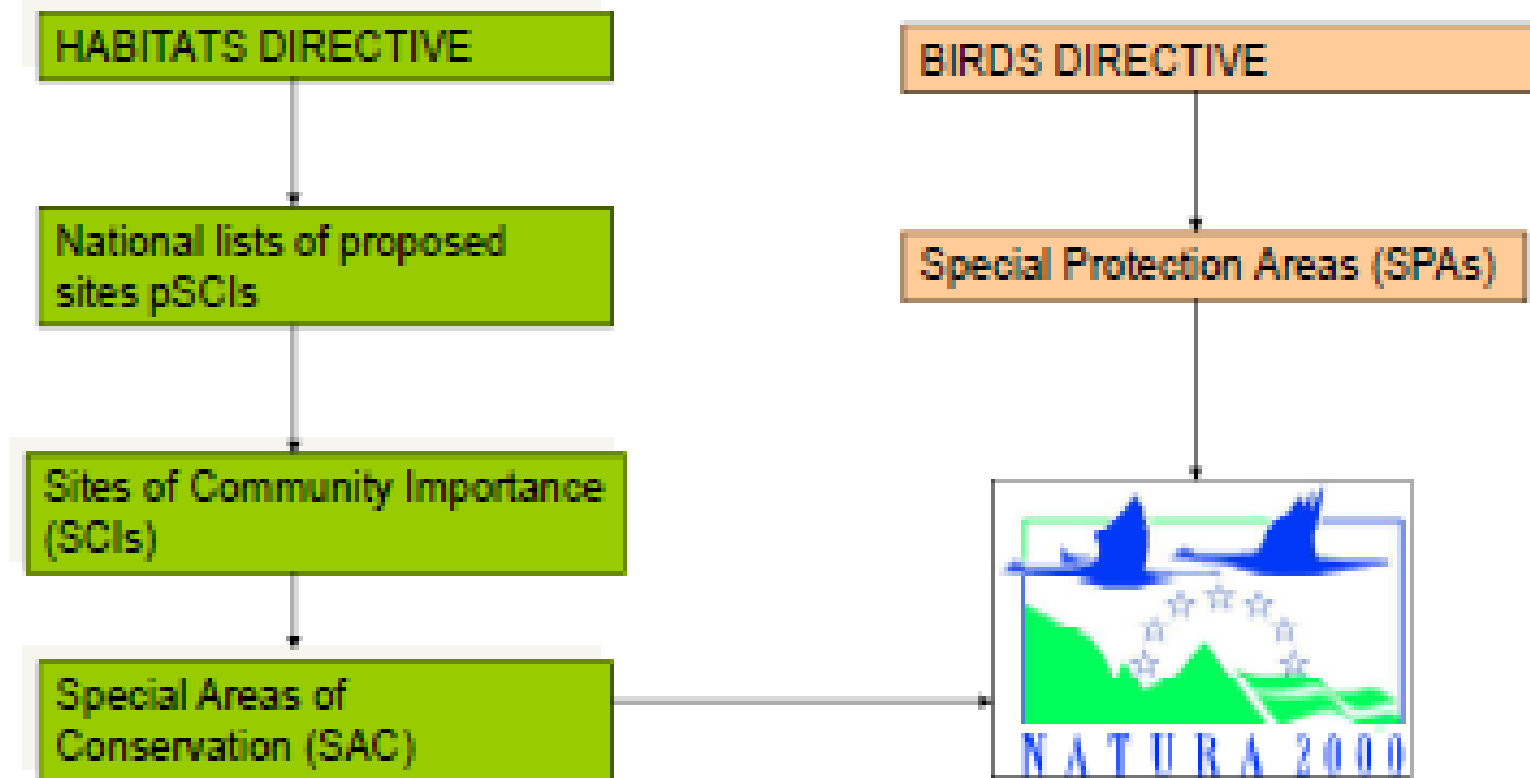 HABITATS DIRECTIVE
National lists of proposed
sites pSCIs
Sites of Community Importance
(SCIs)
Special Areas of
Conservation (SAC)
BIRDS DIRECTIVE
Special Protection Areas (SPAs)
NATURA 2000